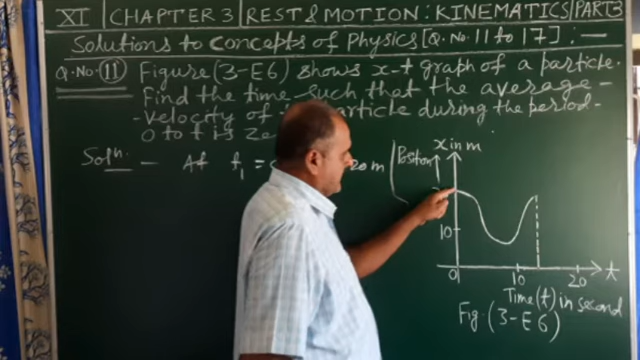 XI | CHAPTER 3 | REST & MOTION : KINEMATICS | PART 3
Solutions to Concepts of Physics [Q. No. 11 to 17] : —
Q. No. 11 Figure (3-E6) shows x-t graph of a particle.
Find the time such that the average -
- velocity of particle during the period -
0 to t is
Soln. — At t1 = 20 m
Position
x in m
10
0 10 20 t
Time (t) in second
Fig. (3-E6)